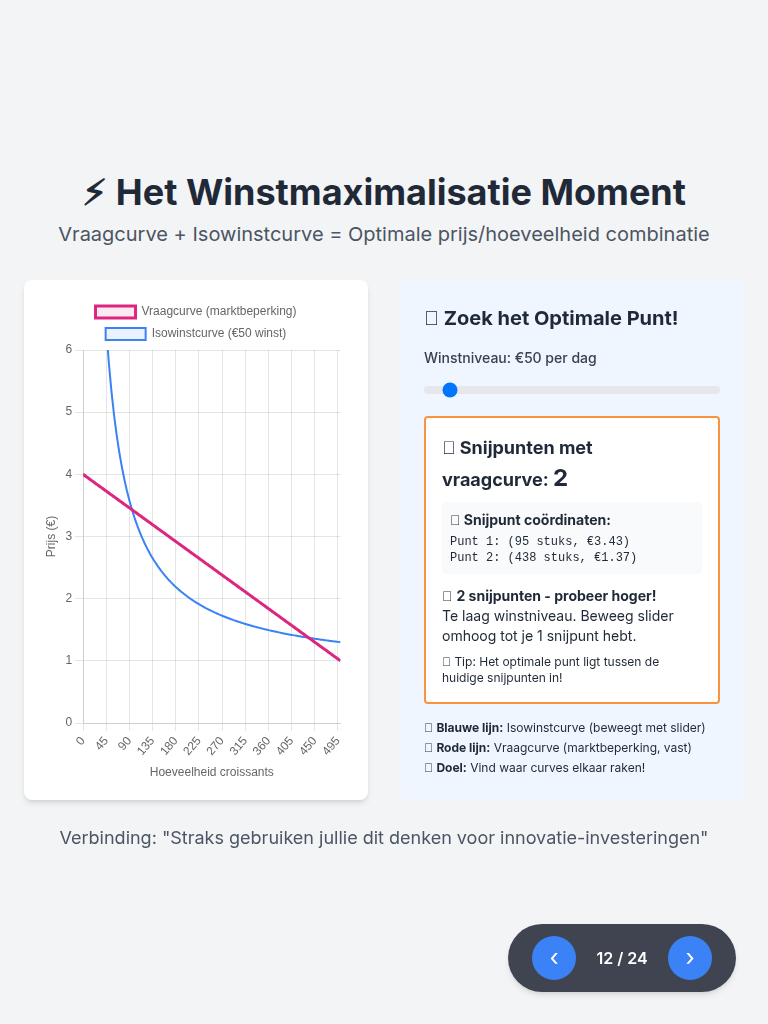 ⚡ Het Winstmaximalisatie Moment
Vraagcurve + Isowinstcurve = Optimale prijs/hoeveelheid combinatie
Vraagcurve (marktbeperking)
Isowinstcurve (€50 winst)
6
5
4
3
2
1
0
Prijs (€)
0 45 90 135 180 225 270 315 360 405 450 495
Hoeveelheid croissants
Zoek het Optimale Punt!
Winstniveau: €50 per dag
Snijpunten met
vraagcurve: 2
Snijpunt coördinaten:
Punt 1: (95 stuks, €3.43)
Punt 2: (438 stuks, €1.37)
2 snijpunten - probeer hoger!
Te laag winstniveau. Beweeg slider
omhoog tot je 1 snijpunt hebt.
Tip: Het optimale punt ligt tussen de
huidige snijpunten in!
Blauwe lijn: Isowinstcurve (beweegt met slider)
Rode lijn: Vraagcurve (marktbeperking, vast)
Doel: Vind waar curves elkaar raken!
Verbinding: "Straks gebruiken jullie dit denken voor innovatie-investeringen"
‹ 12 / 24 ›